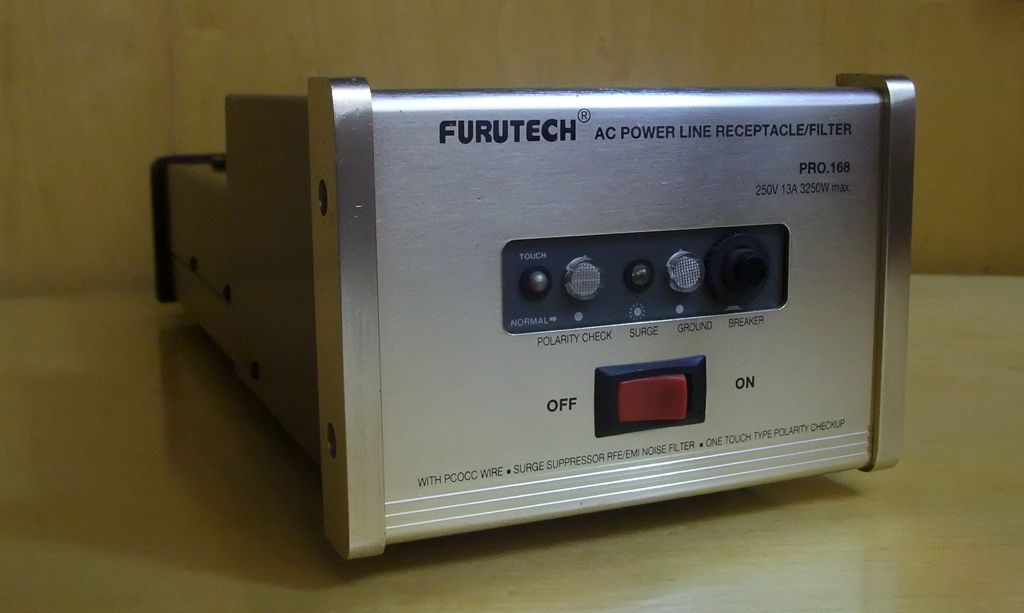 FURUTECH® AC POWER LINE RECEPTACLE/FILTER
PRO.168
250V 13A 3250W max.
TOUCH
NORMAL
POLARITY CHECK SURGE GROUND BREAKER
OFF ON
WITH PCOCC WIRE • SURGE SUPPRESSOR RFE/EMI NOISE FILTER • ONE TOUCH TYPE POLARITY CHECKUP